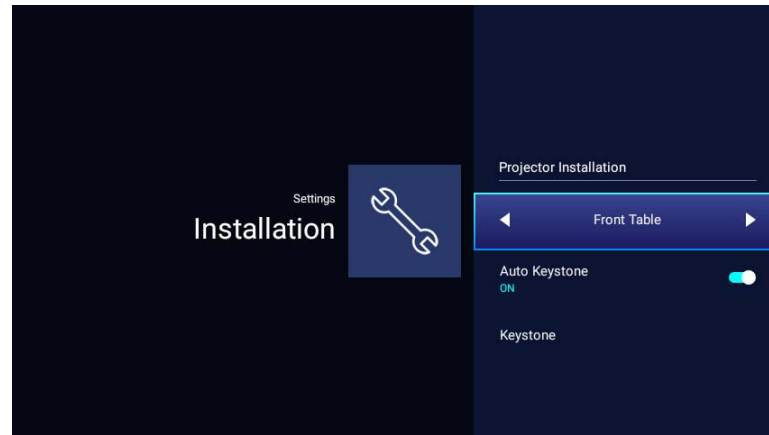 Settings
Installation
Projector Installation
Front Table
Auto Keystone
ON
Keystone